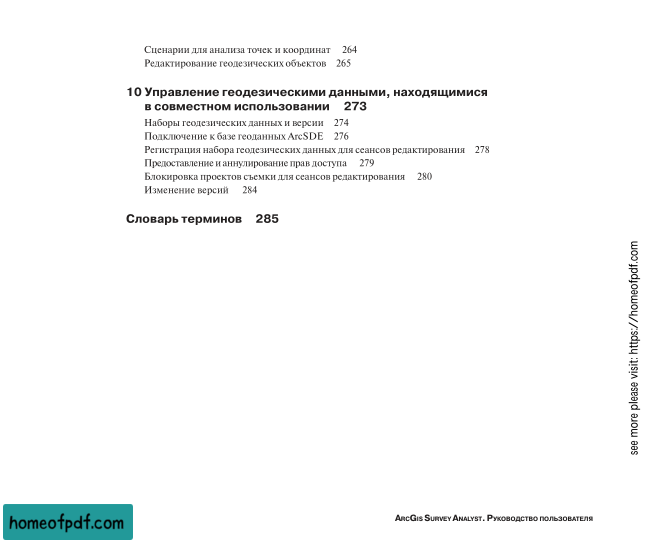 Сценарии для анализа точек и координат 264
Редактирование геодезических объектов 265
10 Управление геодезическими данными, находящимися
в совместном использовании 273
Наборы геодезических данных и версии 274
Подключение к базе геоданных ArcSDE 276
Регистрация набора геодезических данных для сеансов редактирования 278
Предоставление и аннулирование прав доступа 279
Блокировка проектов съемки для сеансов редактирования 280
Изменение версий 284
Словарь терминов 285
see more please visit: https://homeofpdf.com
homeofpdf.com
ArcGis Survey Analyst. Руководство пользователя